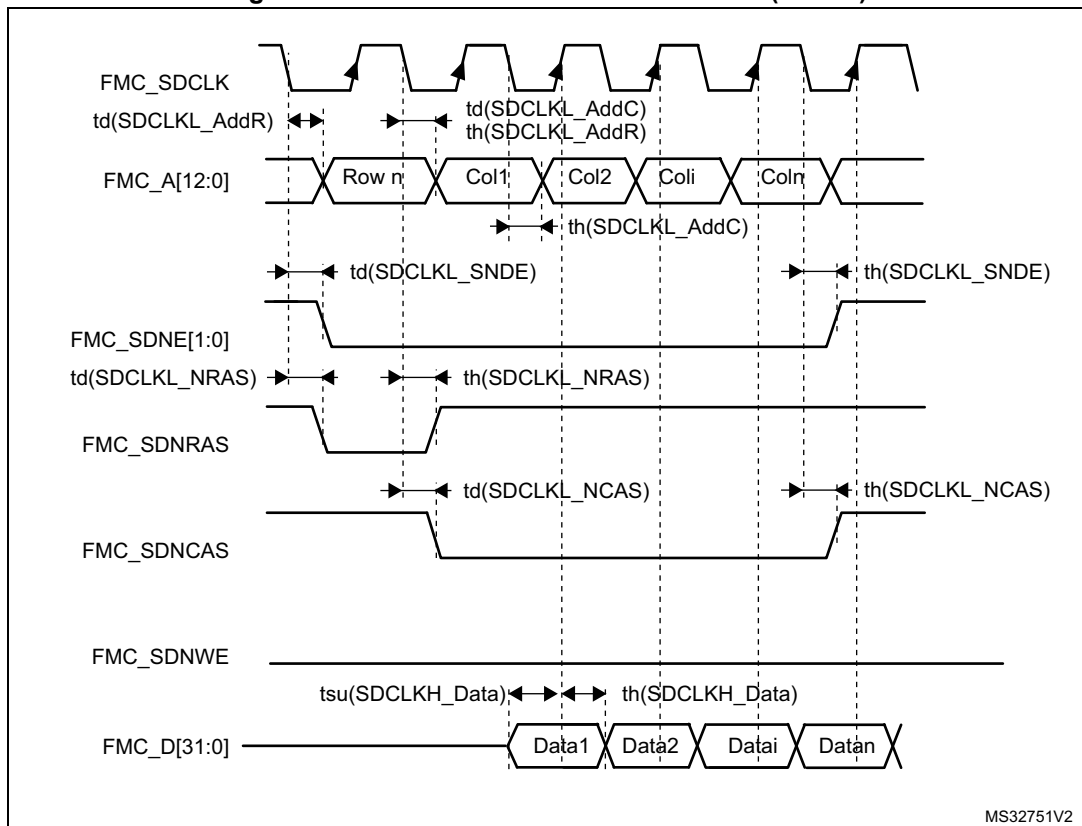 FMC_SDCLK
td(SDCLKL_AddR)
td(SDCLKL_AddC)
th(SDCLKL_AddR)
FMC_A[12:0]
Row n
Col1
Col2
Coli
Coln
th(SDCLKL_AddC)
td(SDCLKL_SNDE)
th(SDCLKL_SNDE)
FMC_SDNE[1:0]
td(SDCLKL_NRAS)
th(SDCLKL_NRAS)
FMC_SDNRAS
td(SDCLKL_NCAS)
th(SDCLKL_NCAS)
FMC_SDNCAS
FMC_SDNWE
tsu(SDCLKH_Data)
th(SDCLKH_Data)
FMC_D[31:0]
Data1
Data2
Datai
Datan
MS32751V2